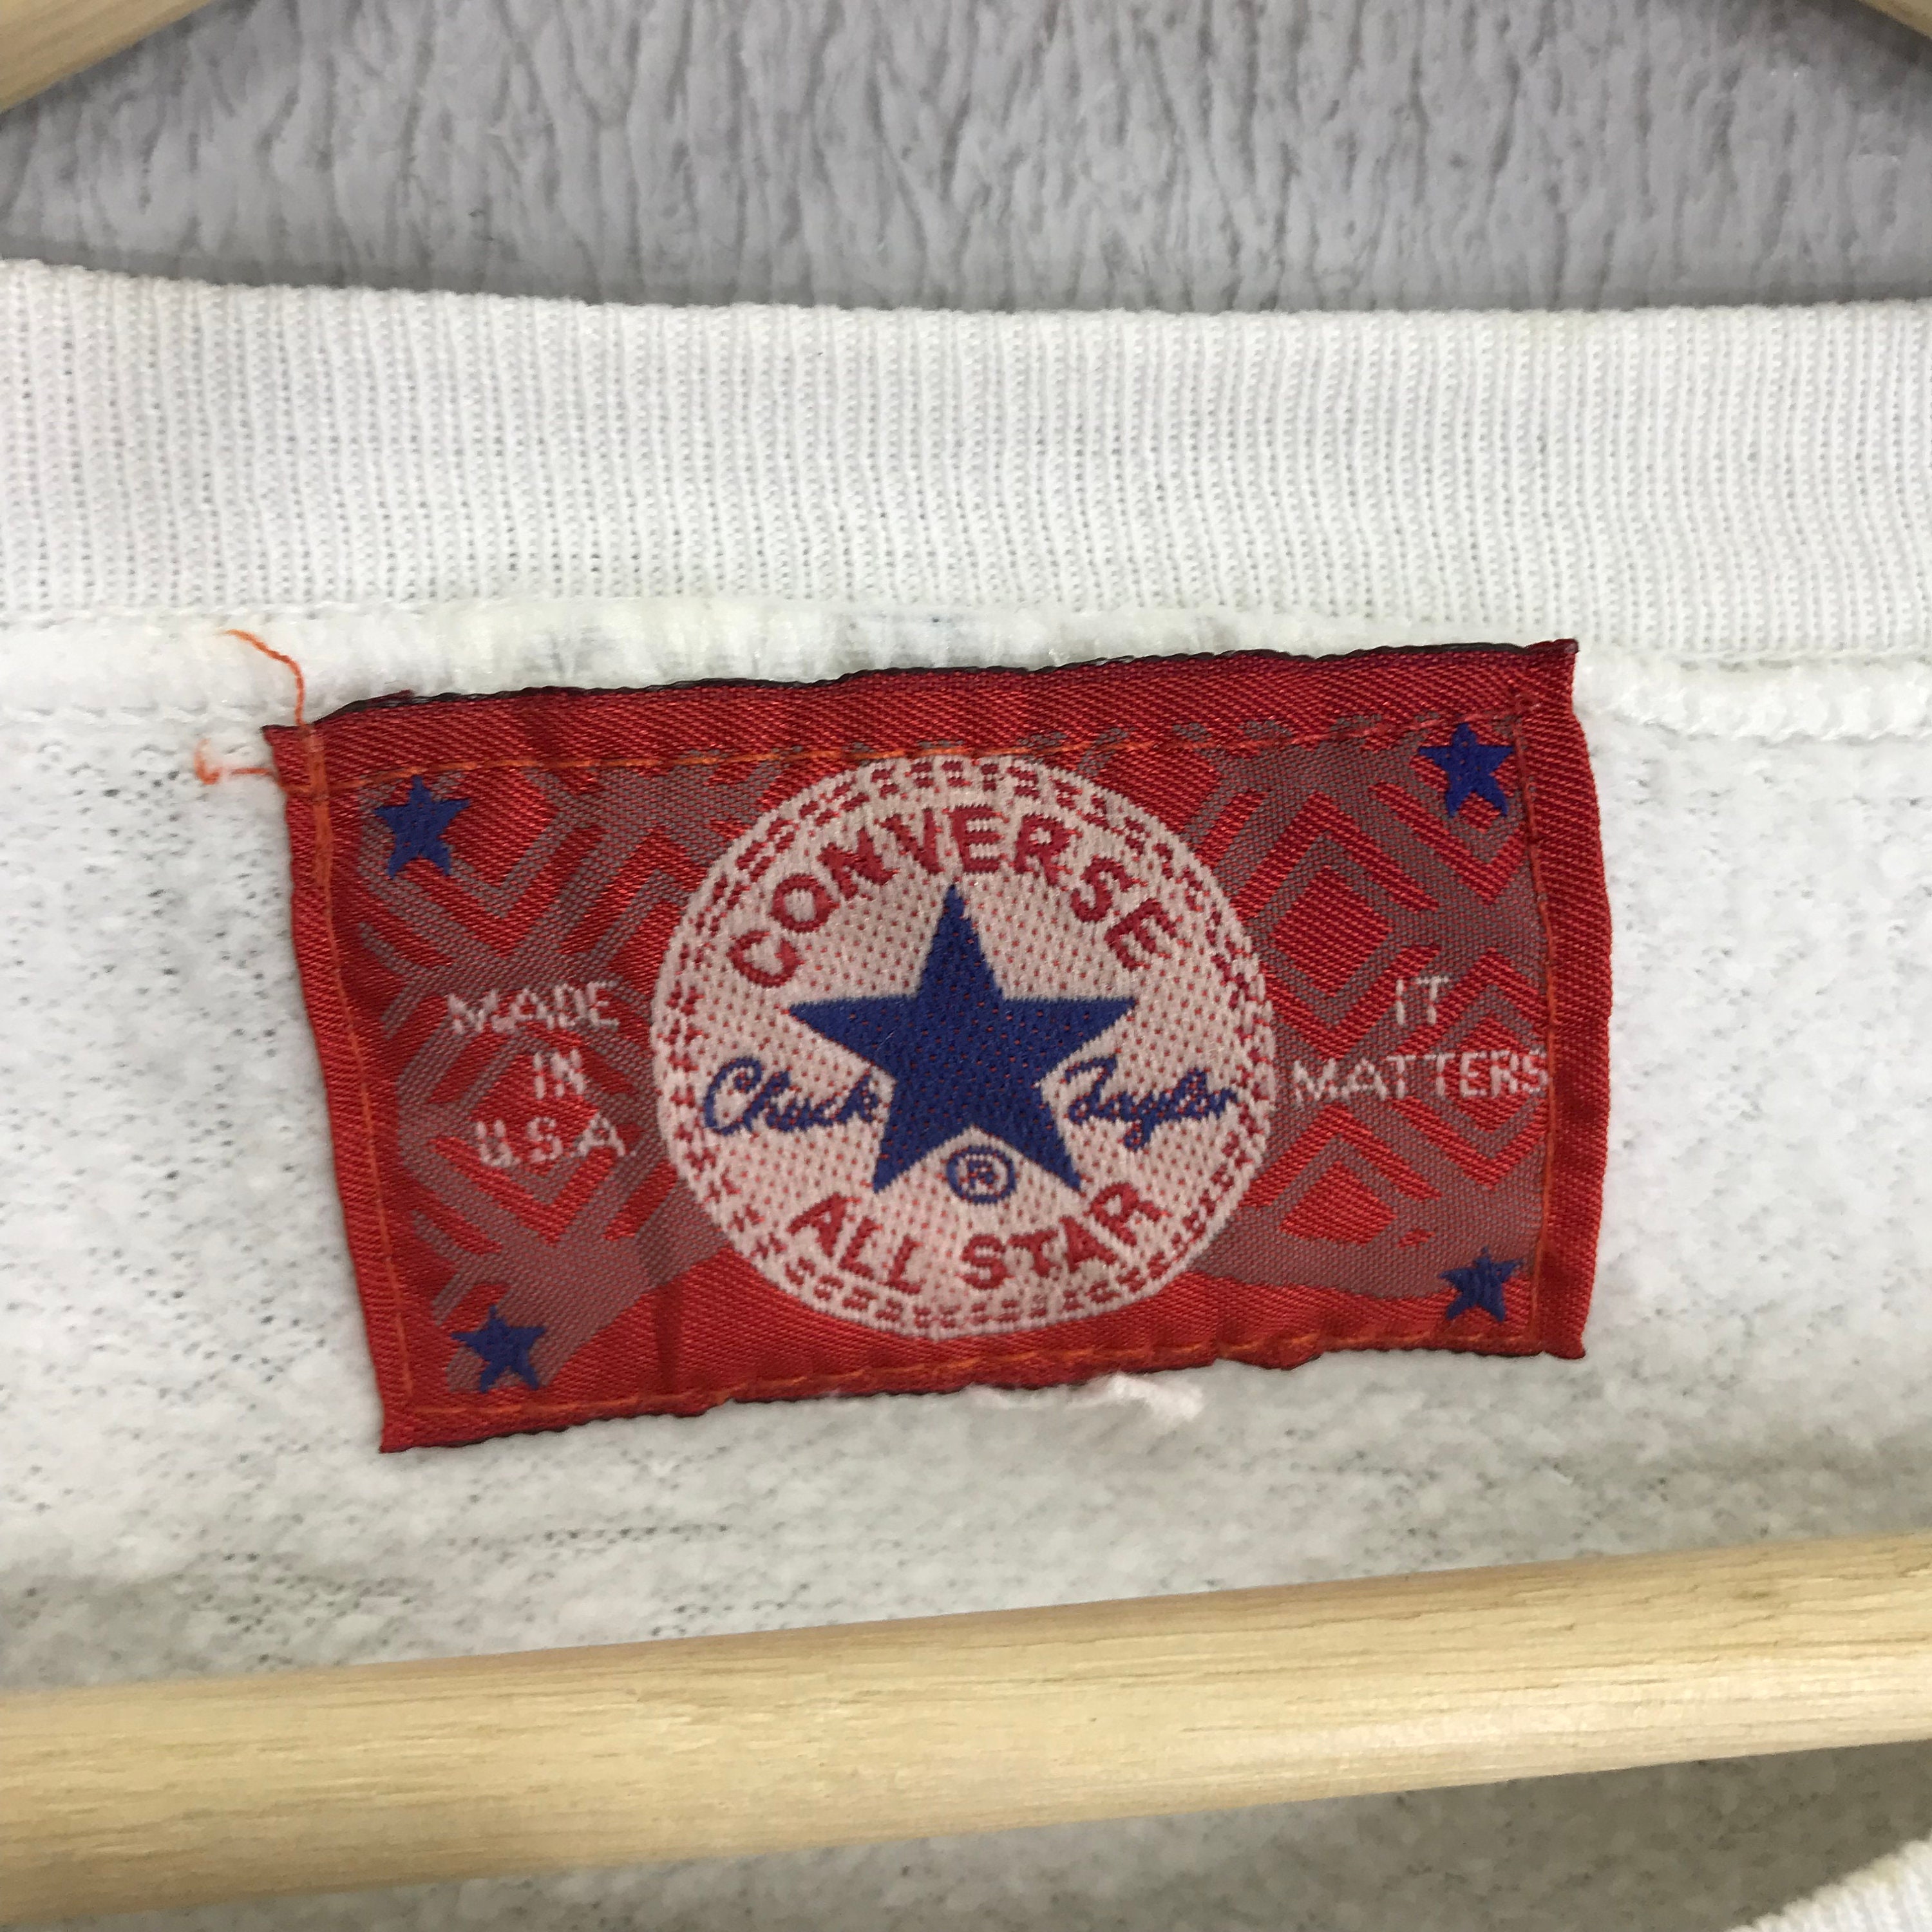 MADE
IN
U.S.A.
CONVERSE
Chuck Taylor
®
ALL STAR
IT
MATTERS